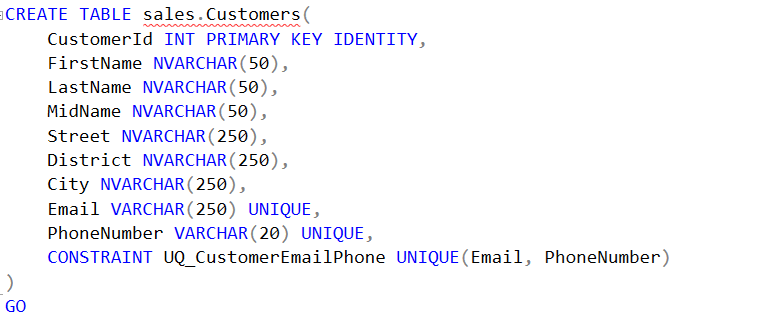 CREATE TABLE sales.Customers(
CustomerId INT PRIMARY KEY IDENTITY,
FirstName NVARCHAR(50),
LastName NVARCHAR(50),
MidName NVARCHAR(50),
Street NVARCHAR(250),
District NVARCHAR(250),
City NVARCHAR(250),
Email VARCHAR(250) UNIQUE,
PhoneNumber VARCHAR(20) UNIQUE,
CONSTRAINT UQ_CustomerEmailPhone UNIQUE(Email, PhoneNumber)
)
GO